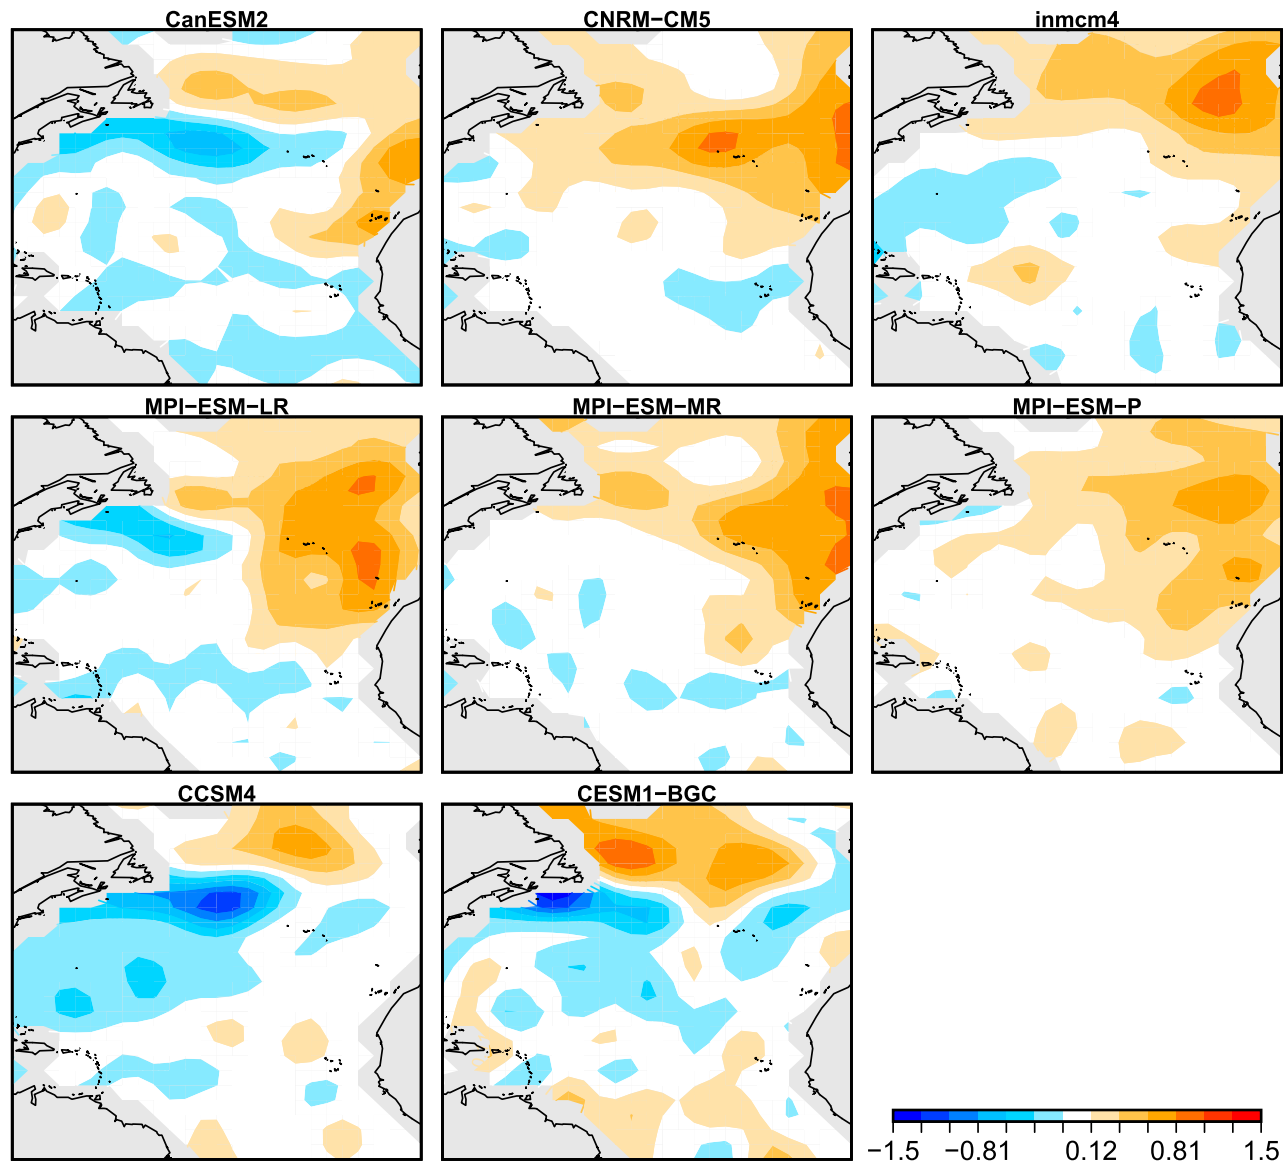 CanESM2 CNRM−CM5 inmcm4
MPI−ESM−LR MPI−ESM−MR MPI−ESM−P
CCSM4 CESM1−BGC
−1.5 −0.81 0.12 0.81 1.5